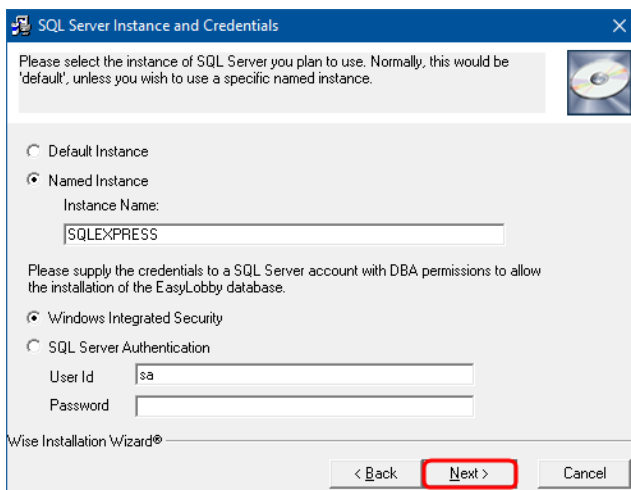 SQL Server Instance and Credentials
Please select the instance of SQL Server you plan to use. Normally, this would be
'default', unless you wish to use a specific named instance.
Default Instance
Named Instance
Instance Name:
SQLEXPRESS
Please supply the credentials to a SQL Server account with DBA permissions to allow
the installation of the EasyLobby database.
Windows Integrated Security
SQL Server Authentication
User Id sa
Password
Wise Installation Wizard®
< Back Next > Cancel